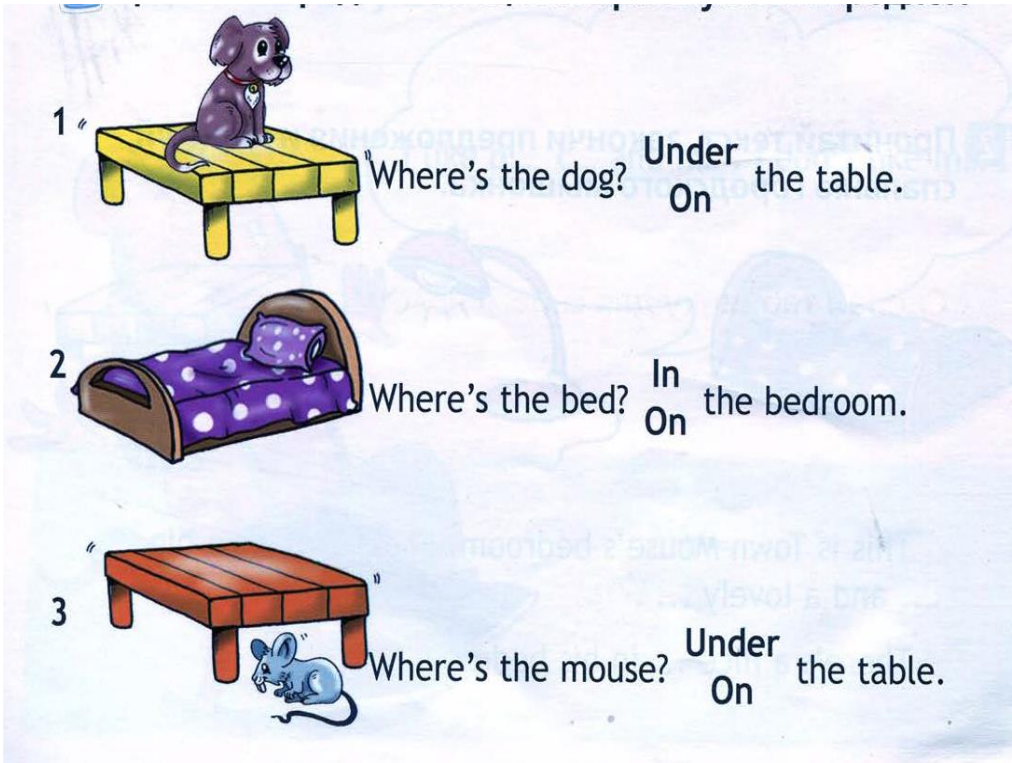 1
Where's the dog? Under
On the table.
2
Where's the bed? In
On the bedroom.
3
Where's the mouse? Under
On the table.